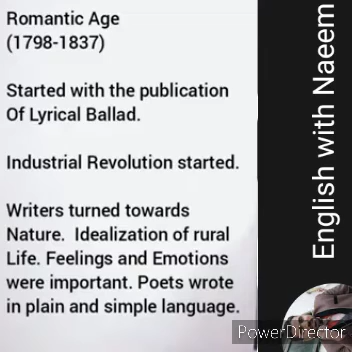 Romantic Age
(1798-1837)
Started with the publication
Of Lyrical Ballad.
Industrial Revolution started.
Writers turned towards
Nature. Idealization of rural
Life. Feelings and Emotions
were important. Poets wrote
in plain and simple language.
English with Naeem
PowerDirector